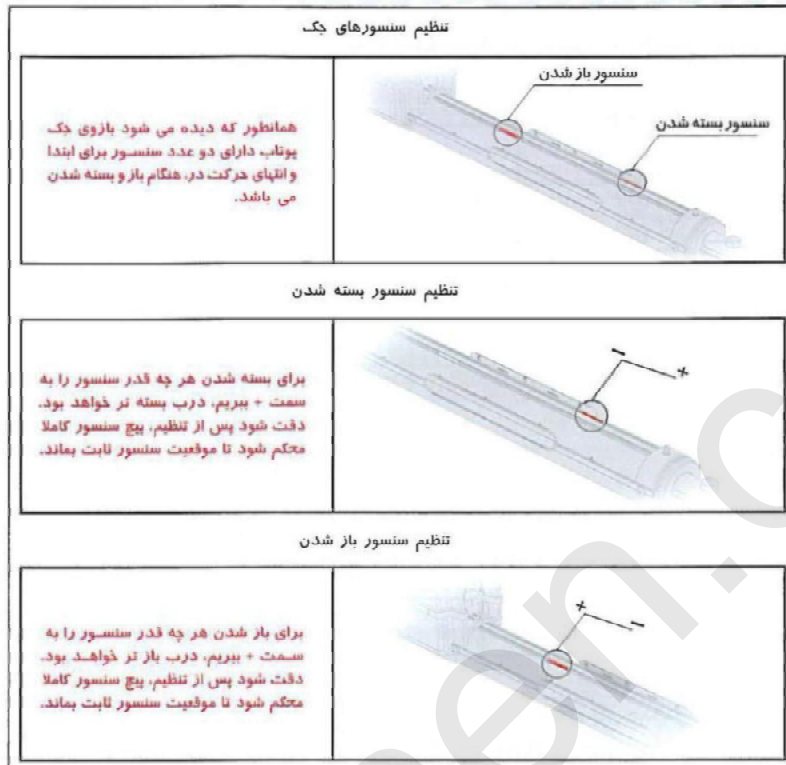 تنظیم سنسورهای جک
سنسور باز شدن
سنسور بسته شدن
همانطور که دیده می شود بازوی جک
یوتاب دارای دو عدد سنسور برای ابتدا
و انتهای حرکت در، هنگام باز و بسته شدن
می باشد.
تنظیم سنسور بسته شدن
- +
برای بسته شدن هر چه قدر سنسور را به
سمت + ببریم، درب بسته تر خواهد بود.
دقت شود پس از تنظیم، پیچ سنسور کاملا
محکم شود تا موقعیت سنسور ثابت بماند.
تنظیم سنسور باز شدن
+ -
برای باز شدن هر چه قدر سنسور را به
سمت + ببریم، درب باز تر خواهد بود.
دقت شود پس از تنظیم، پیچ سنسور کاملا
محکم شود تا موقعیت سنسور ثابت بماند.